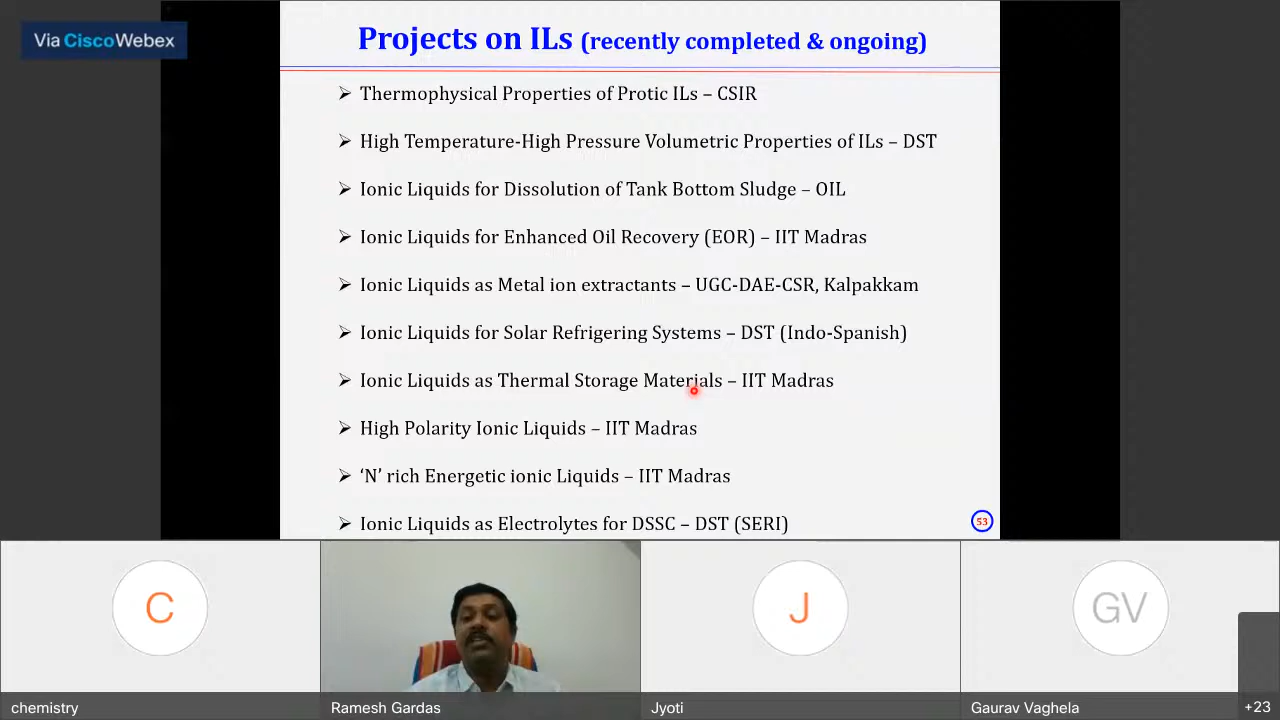 Via CiscoWebex
Projects on ILs (recently completed & ongoing)
➢ Thermophysical Properties of Protic ILs – CSIR
➢ High Temperature-High Pressure Volumetric Properties of ILs – DST
➢ Ionic Liquids for Dissolution of Tank Bottom Sludge – OIL
➢ Ionic Liquids for Enhanced Oil Recovery (EOR) – IIT Madras
➢ Ionic Liquids as Metal ion extractants – UGC-DAE-CSR, Kalpakkam
➢ Ionic Liquids for Solar Refrigering Systems – DST (Indo-Spanish)
➢ Ionic Liquids as Thermal Storage Materials – IIT Madras
➢ High Polarity Ionic Liquids – IIT Madras
➢ ‘N’ rich Energetic ionic Liquids – IIT Madras
➢ Ionic Liquids as Electrolytes for DSSC – DST (SERI)
53
C
J
GV
chemistry
Ramesh Gardas
Jyoti
Gaurav Vaghela
+23